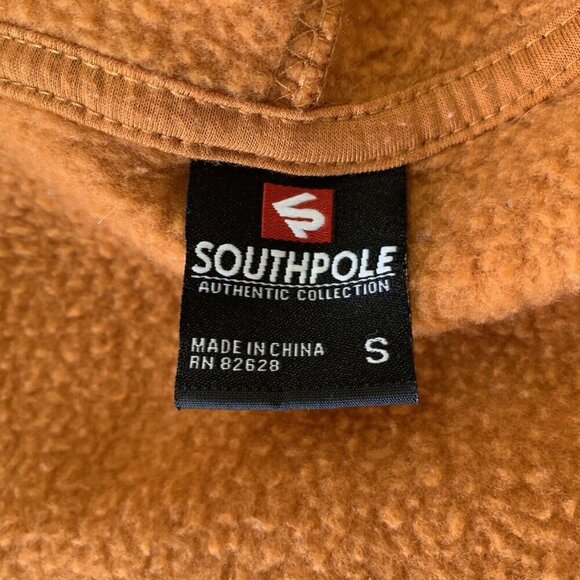 SOUTHPOLE
AUTHENTIC COLLECTION
MADE IN CHINA
RN 82628
S